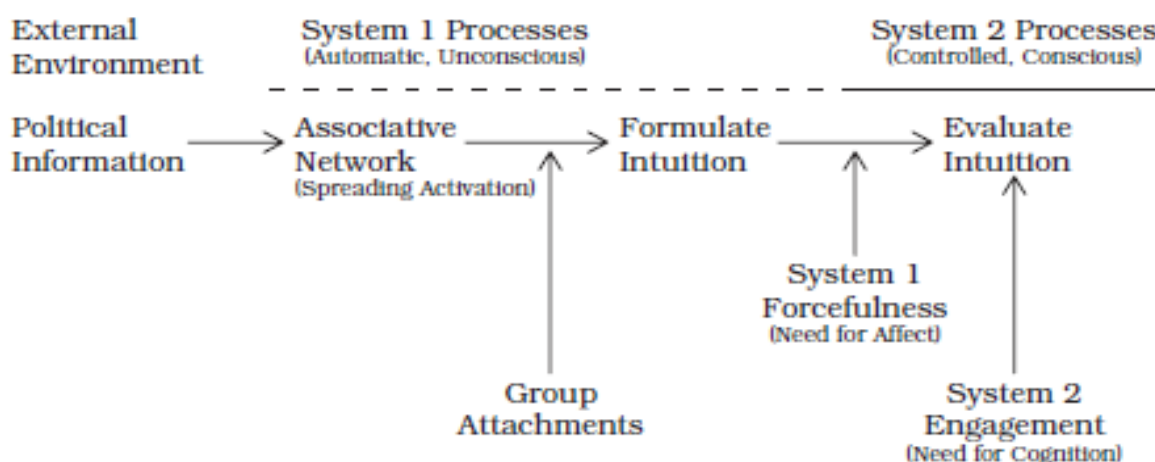 External
Environment
System 1 Processes
(Automatic, Unconscious)
System 2 Processes
(Controlled, Conscious)
Political
Information
Associative
Network
(Spreading Activation)
Formulate
Intuition
Evaluate
Intuition
System 1
Forcefulness
(Need for Affect)
Group
Attachments
System 2
Engagement
(Need for Cognition)